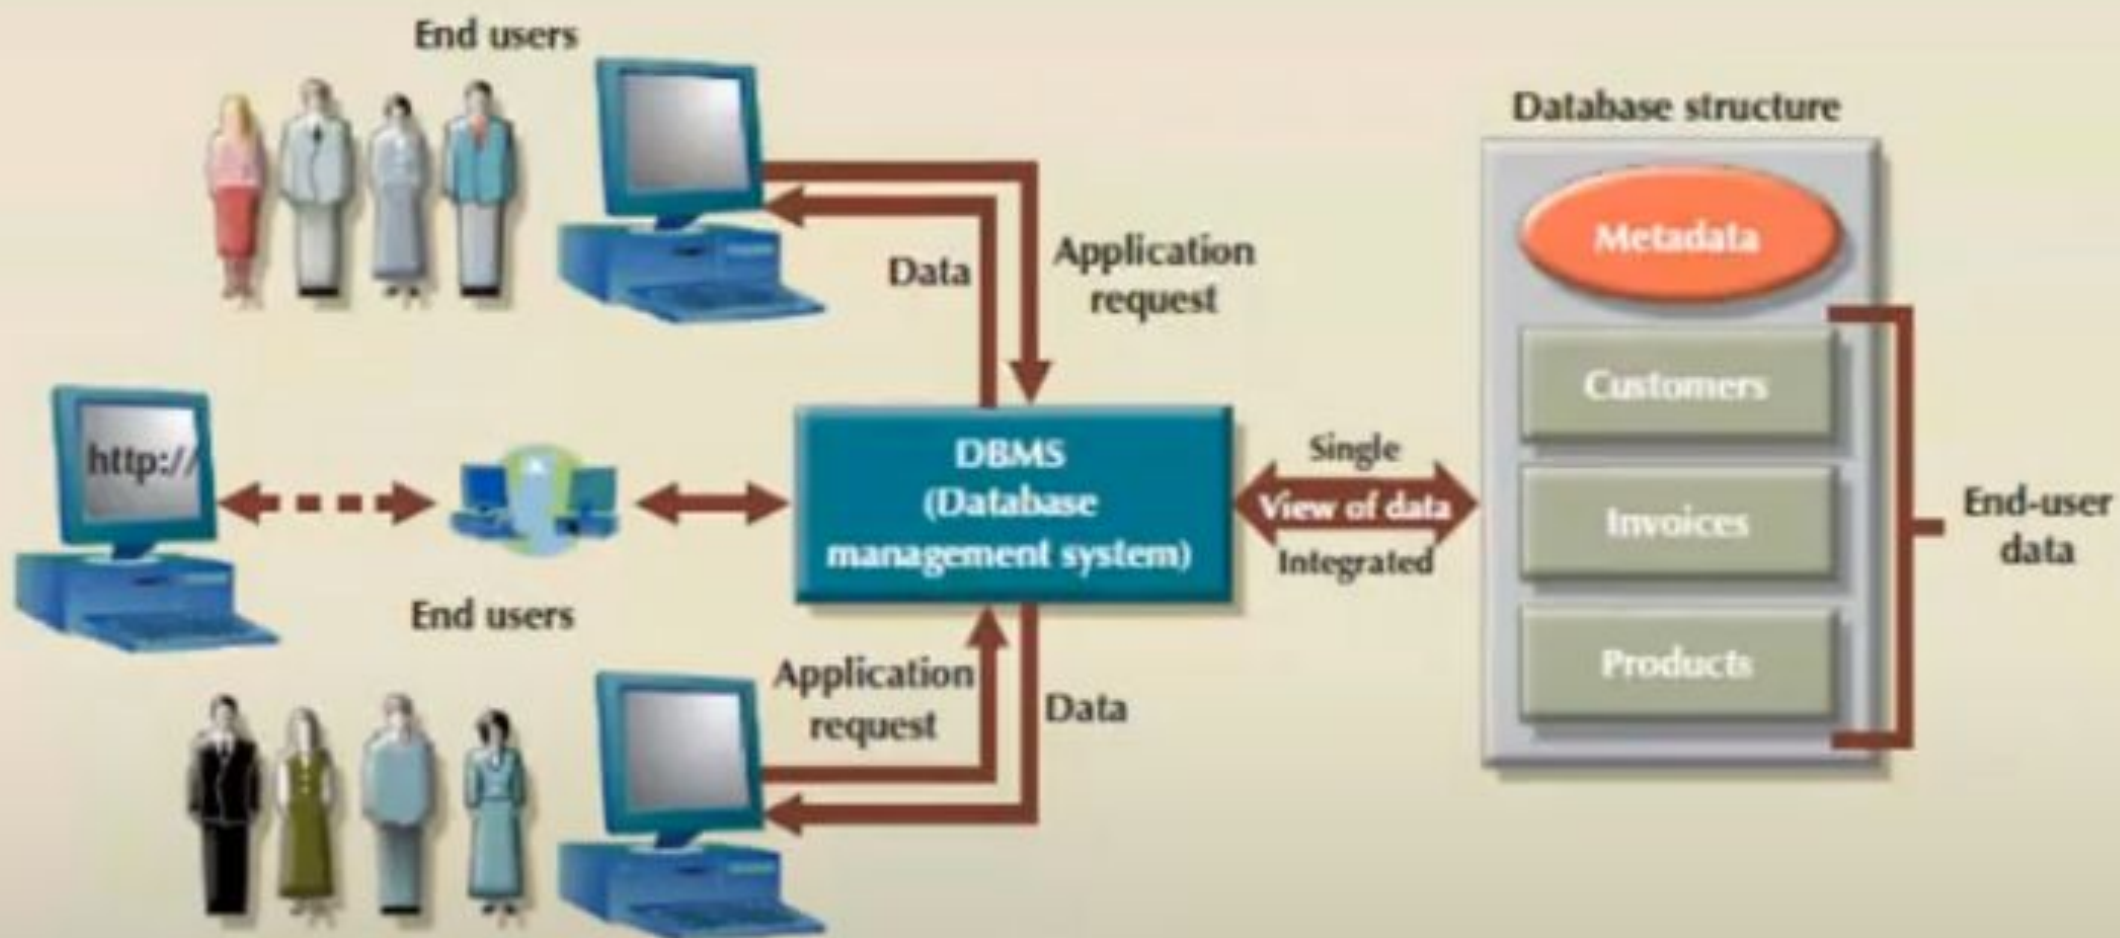 End users
Database structure
Metadata
Data
Application
request
Customers
http://
DBMS
(Database
management system)
Single
View of data
Integrated
Invoices
End-user
data
End users
Application
request
Data
Products